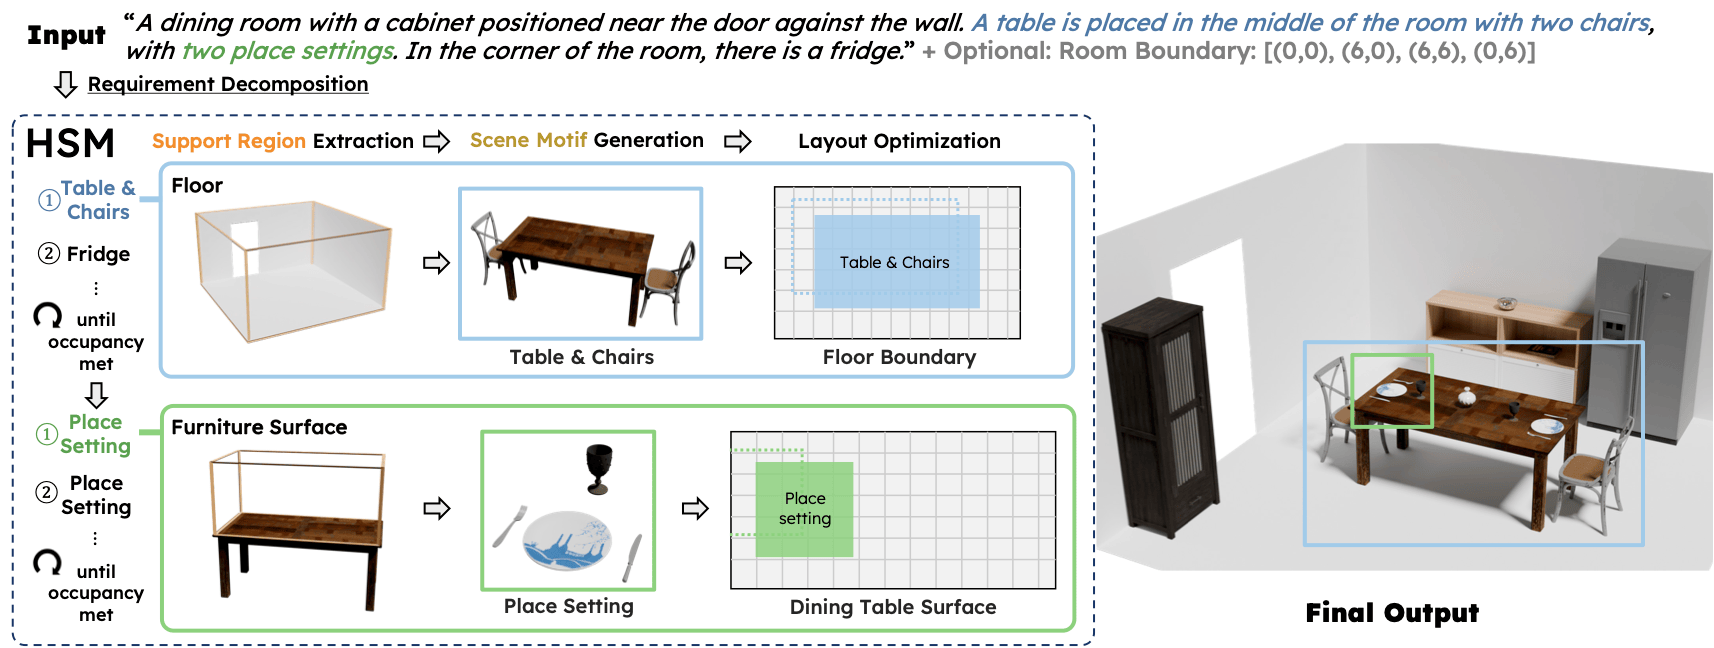 Input “A dining room with a cabinet positioned near the door against the wall. A table is placed in the middle of the room with two chairs,
with two place settings. In the corner of the room, there is a fridge.” + Optional: Room Boundary: [(0,0), (6,0), (6,6), (0,6)]
Requirement Decomposition
HSM
Support Region Extraction
Scene Motif Generation
Layout Optimization
① Table &
Chairs
② Fridge
⋮
until
occupancy
met
Floor
Table & Chairs
Table & Chairs
Floor Boundary
① Place
Setting
② Place
Setting
⋮
until
occupancy
met
Furniture Surface
Place Setting
Place
setting
Dining Table Surface
Final Output